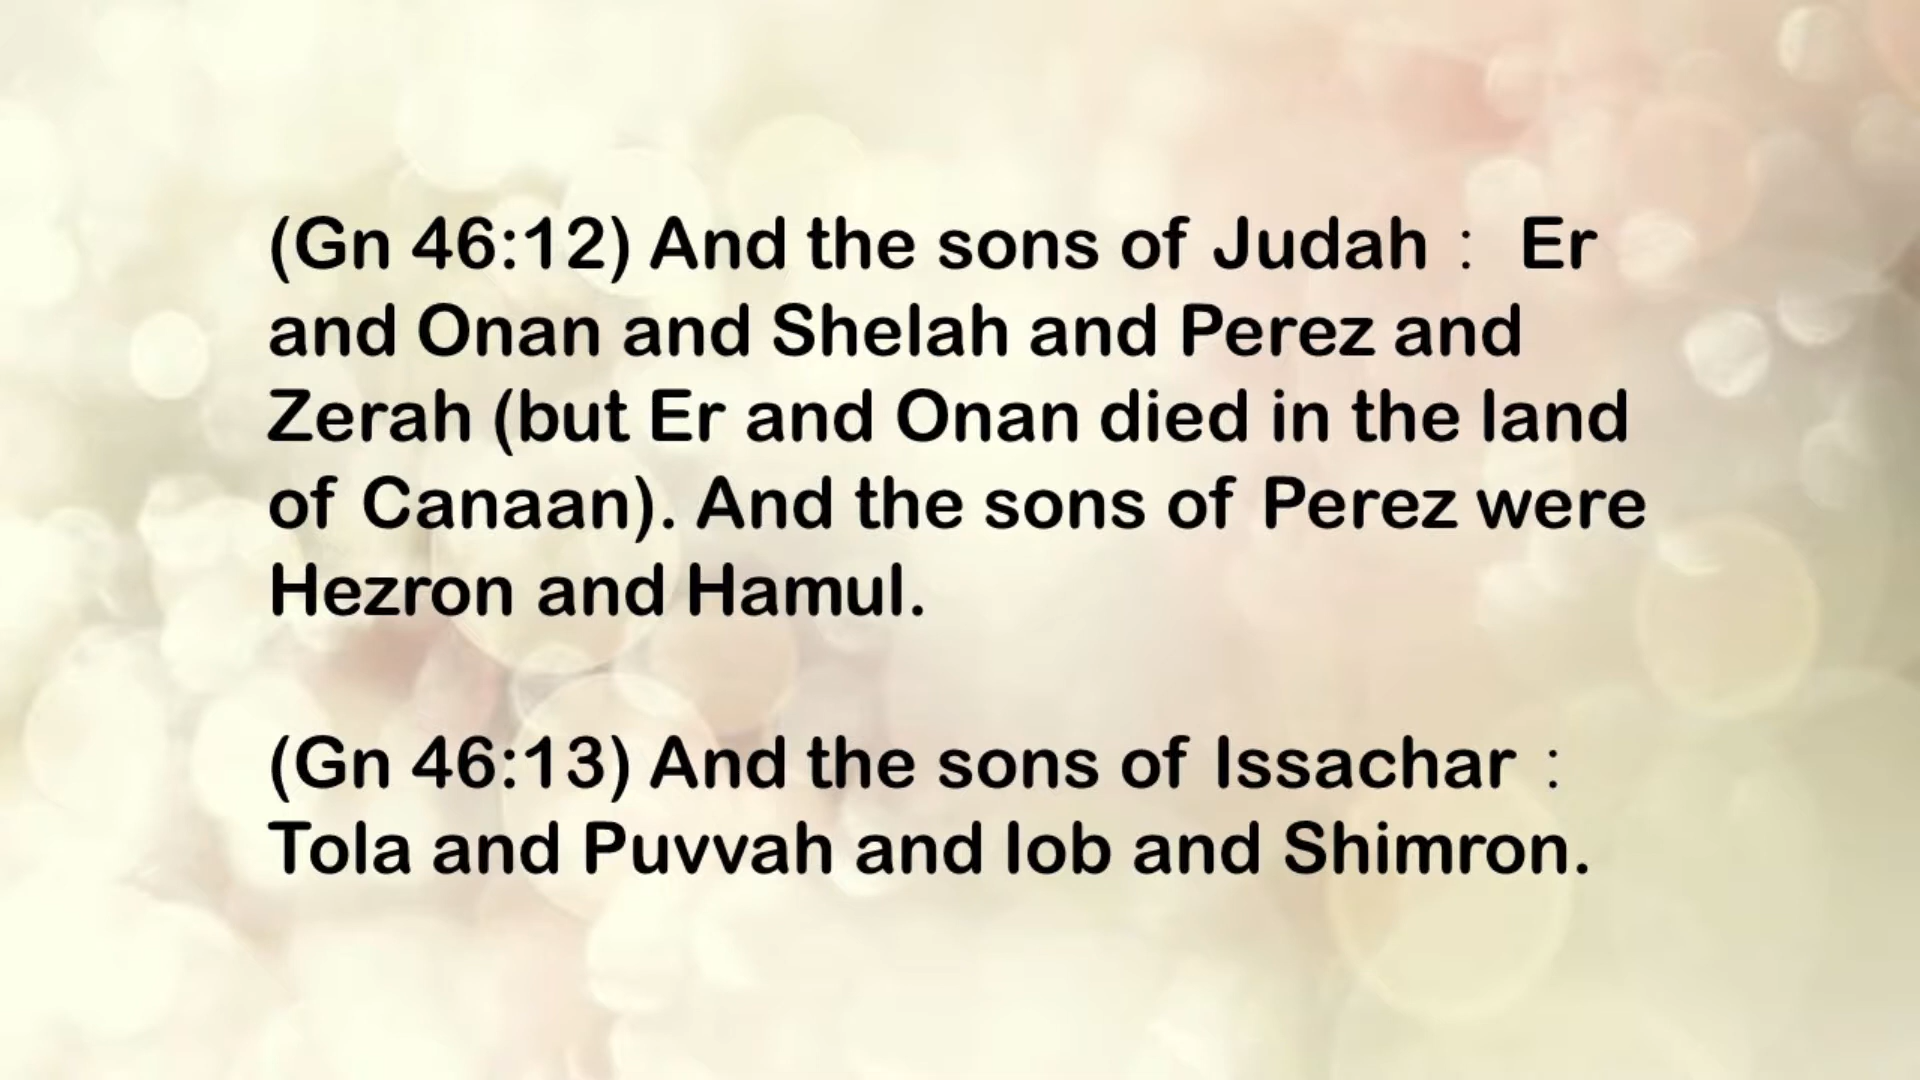 (Gn 46:12) And the sons of Judah： Er
and Onan and Shelah and Perez and
Zerah (but Er and Onan died in the land
of Canaan). And the sons of Perez were
Hezron and Hamul.
(Gn 46:13) And the sons of Issachar：
Tola and Puvvah and Iob and Shimron.